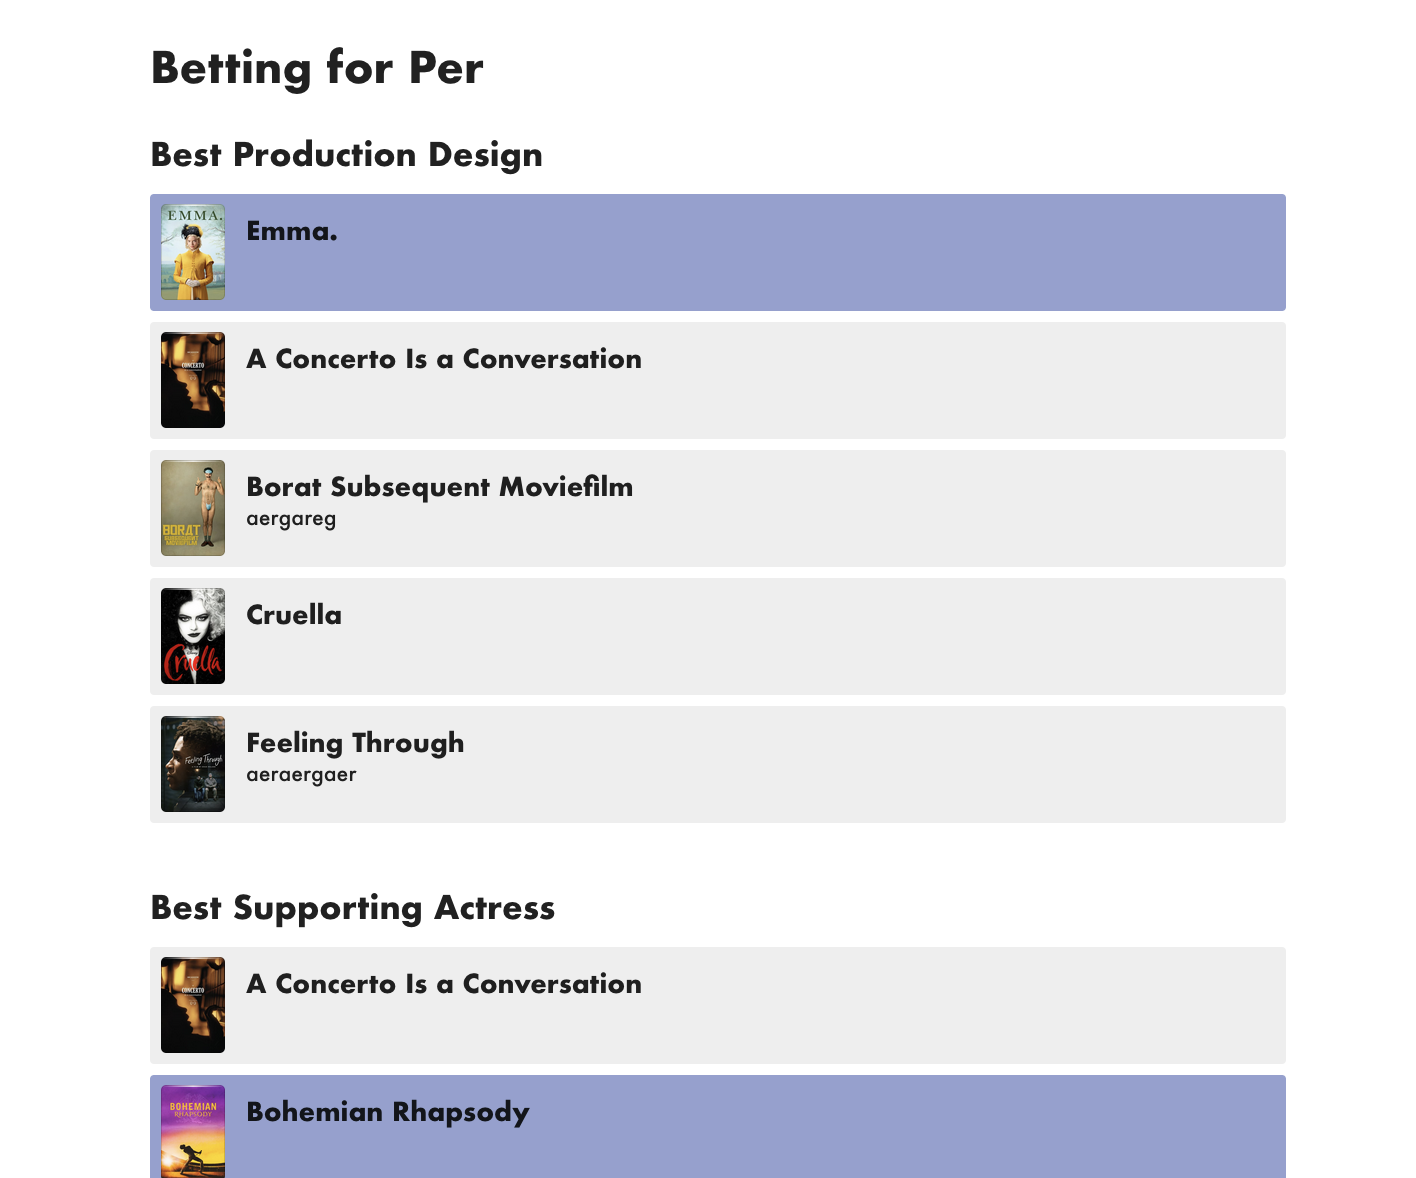 Betting for Per
Best Production Design
EMMA.
Emma.
CONCERTO
A Concerto Is a Conversation
BORAT
SUBSEQUENT
MOVIEFILM
Borat Subsequent Moviefilm
aergareg
Cruella
Cruella
Feeling Through
Feeling Through
aeraergaer
Best Supporting Actress
CONCERTO
A Concerto Is a Conversation
BOHEMIAN
RHAPSODY
Bohemian Rhapsody